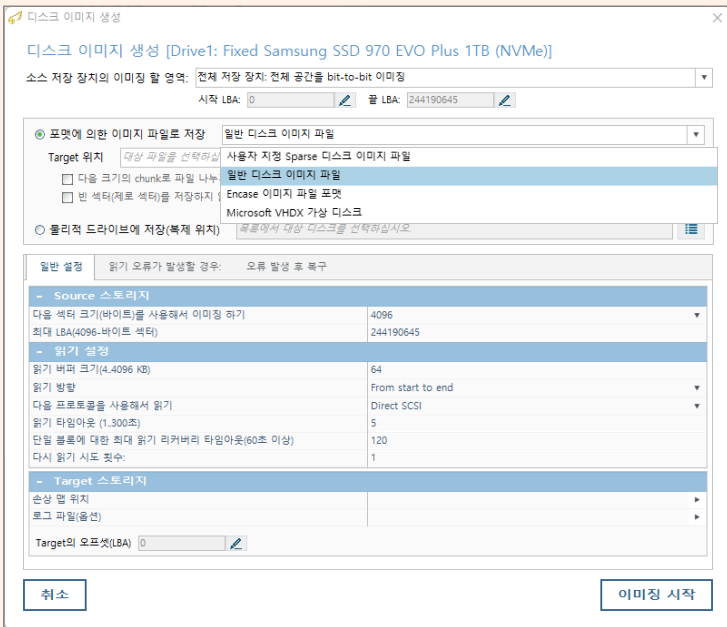 디스크 이미지 생성
디스크 이미지 생성 [Drive1: Fixed Samsung SSD 970 EVO Plus 1TB (NVMe)]
소스 저장 장치의 이미징 할 영역: 전체 저장 장치: 전체 공간을 bit-to-bit 이미징
시작 LBA: 0 끝 LBA: 244190645
포맷에 의한 이미지 파일로 저장 일반 디스크 이미지 파일
Target 위치 대상 파일을 선택하십
사용자 지정 Sparse 디스크 이미지 파일
다음 크기의 chunk로 파일 나누
일반 디스크 이미지 파일
빈 섹터(제로 섹터)를 저장하지
Encase 이미지 파일 포맷
Microsoft VHDX 가상 디스크
물리적 드라이브에 저장(복제 위치) 목록에서 대상 디스크를 선택하십시오.
일반 설정 읽기 오류가 발생할 경우: 오류 발생 후 복구
– Source 스토리지
다음 섹터 크기(바이트)를 사용해서 이미징 하기 4096
최대 LBA(4096-바이트 섹터) 244190645
– 읽기 설정
읽기 버퍼 크기(4..4096 KB) 64
읽기 방향 From start to end
다음 프로토콜을 사용해서 읽기 Direct SCSI
읽기 타임아웃 (1..300초) 5
단일 블록에 대한 최대 읽기 리커버리 타임아웃(60초 이상) 120
다시 읽기 시도 횟수: 1
– Target 스토리지
손상 맵 위치
로그 파일(옵션)
Target의 오프셋(LBA) 0
취소 이미징 시작